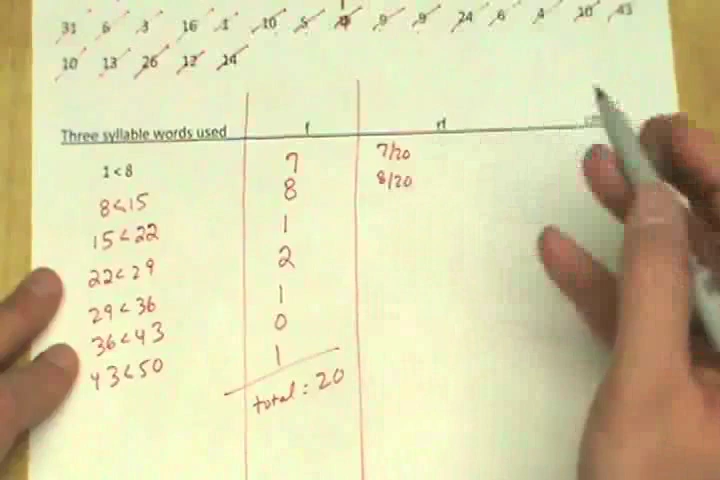 31 6 3 16 1 10 5 9 9 24 6 4 10 43
10 13 26 12 14
Three syllable words used f rf
1 < 8 7 7/20
8 < 15 8 8/20
15 < 22 1
22 < 29 2
29 < 36 1
36 < 43 0
43 < 50 1
total = 20